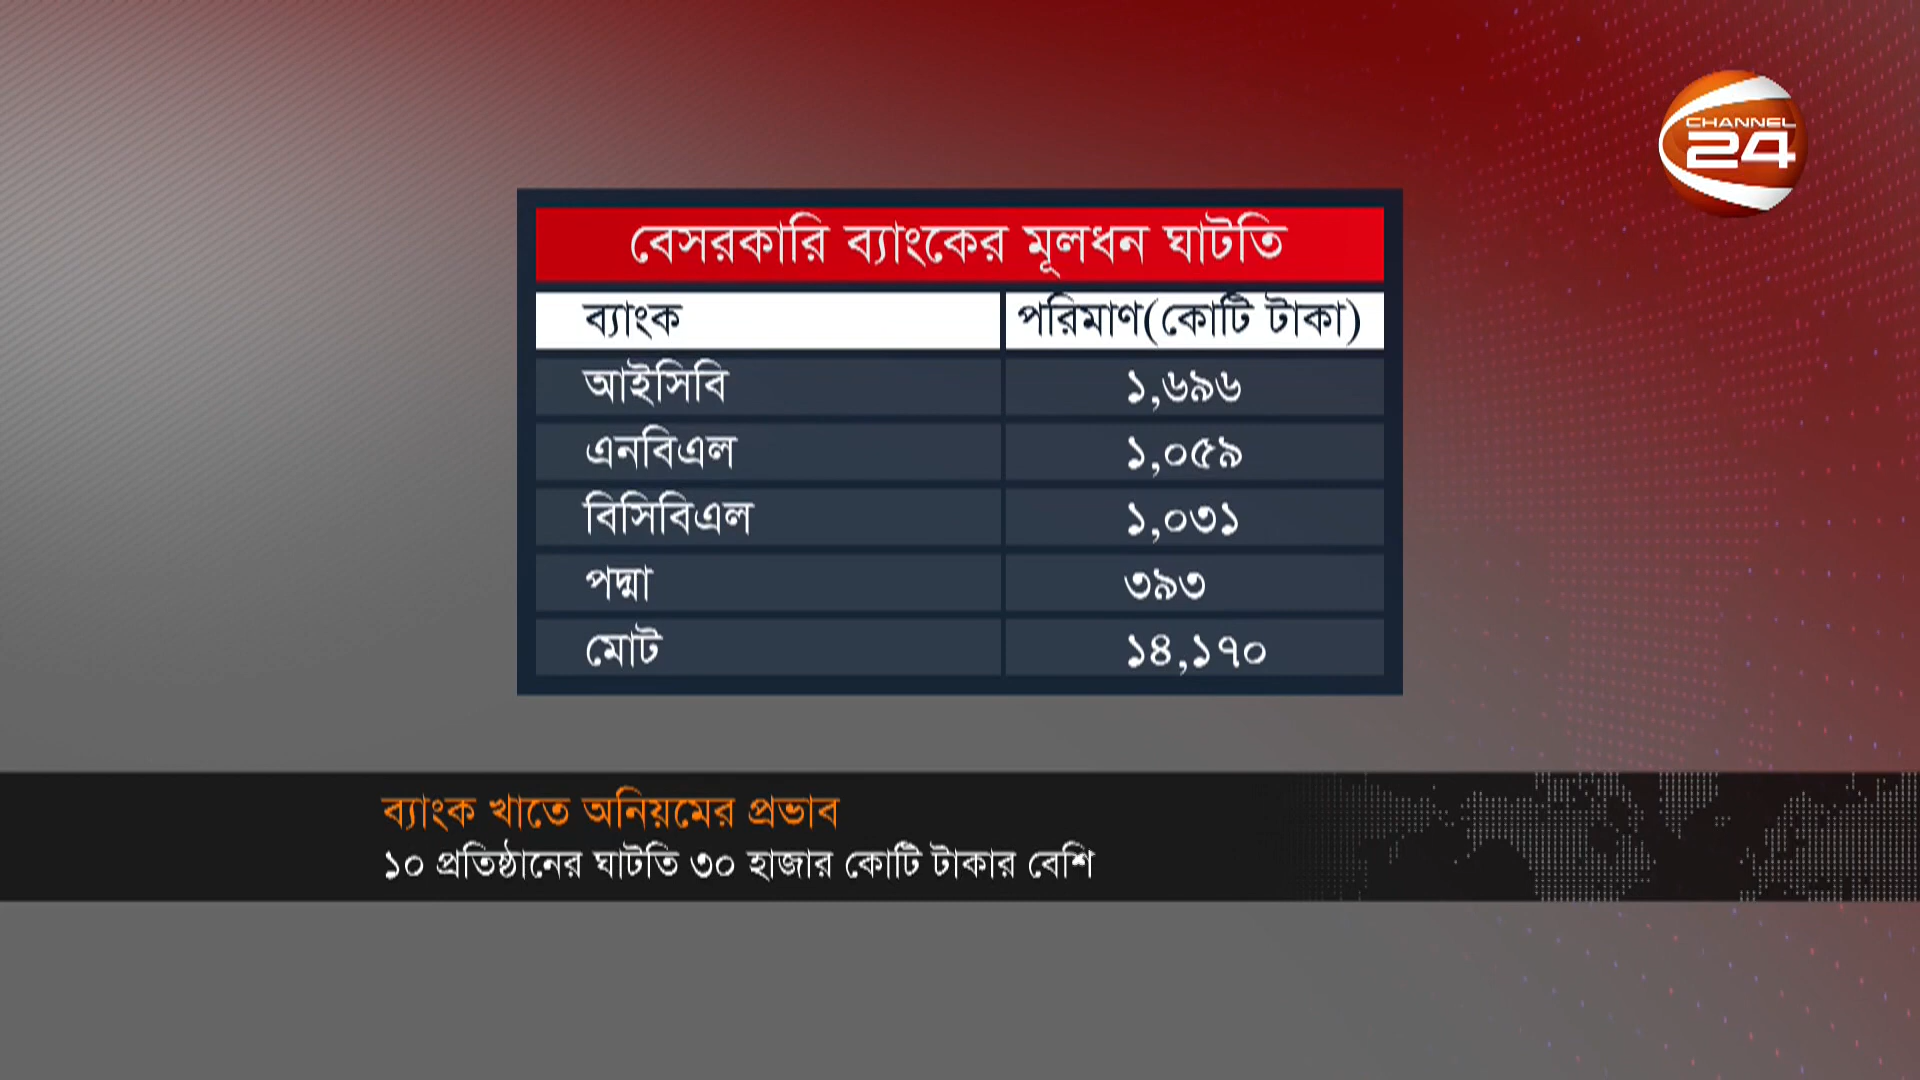 CHANNEL
24
বেসরকারি ব্যাংকের মূলধন ঘাটতি
ব্যাংক পরিমাণ(কোটি টাকা)
আইসিবি ১,৬৯৬
এনবিএল ১,০৫৯
বিসিবিএল ১,০৩১
পদ্মা ৩৯৩
মোট ১৪,১৭০
ব্যাংক খাতে অনিয়মের প্রভাব
১০ প্রতিষ্ঠানের ঘাটতি ৩০ হাজার কোটি টাকার বেশি